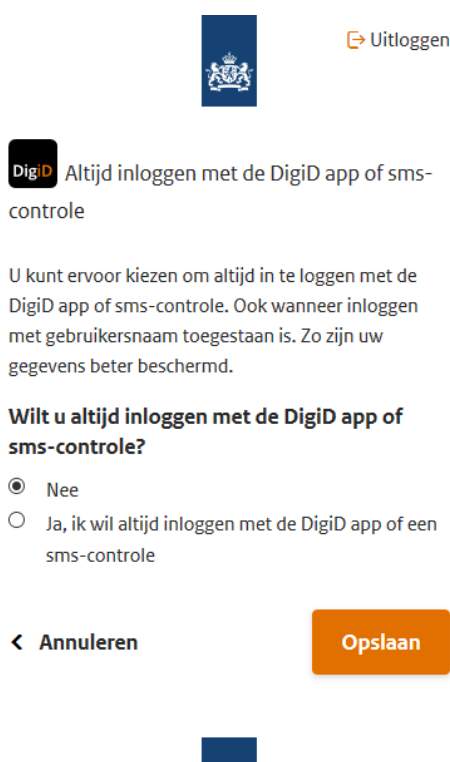 Uitloggen
DigiD Altijd inloggen met de DigiD app of sms-
controle
U kunt ervoor kiezen om altijd in te loggen met de
DigiD app of sms-controle. Ook wanneer inloggen
met gebruikersnaam toegestaan is. Zo zijn uw
gegevens beter beschermd.
Wilt u altijd inloggen met de DigiD app of
sms-controle?
Nee
Ja, ik wil altijd inloggen met de DigiD app of een
sms-controle
Annuleren
Opslaan